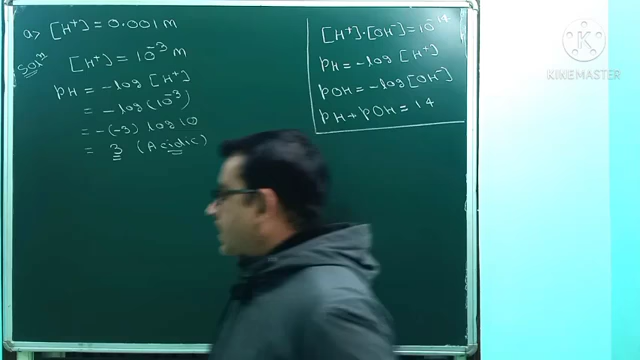 a> [H⁺] = 0.001 M
Solⁿ
[H⁺] = 10⁻³ M
PH = -log [H⁺]
= -log (10⁻³)
= -(-3) log 10
= 3 (Acidic)
[H⁺]·[OH⁻] = 10⁻¹⁴
PH = -log [H⁺]
POH = -log [OH⁻]
PH + POH = 14
KINEMASTER